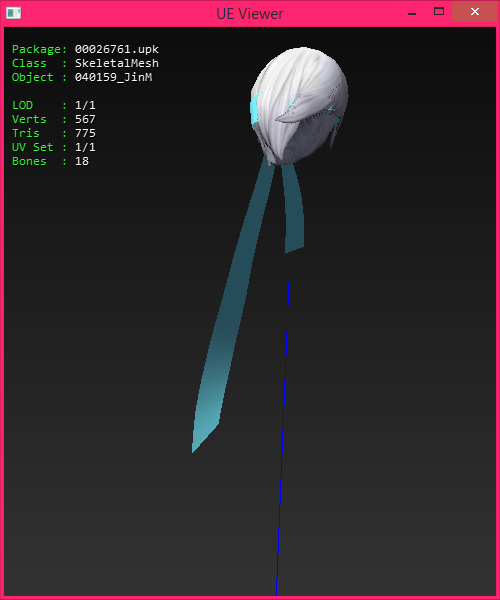 UE Viewer
Package: 00026761.upk
Class : SkeletalMesh
Object : 040159_JinM
LOD : 1/1
Verts : 567
Tris : 775
UV Set : 1/1
Bones : 18